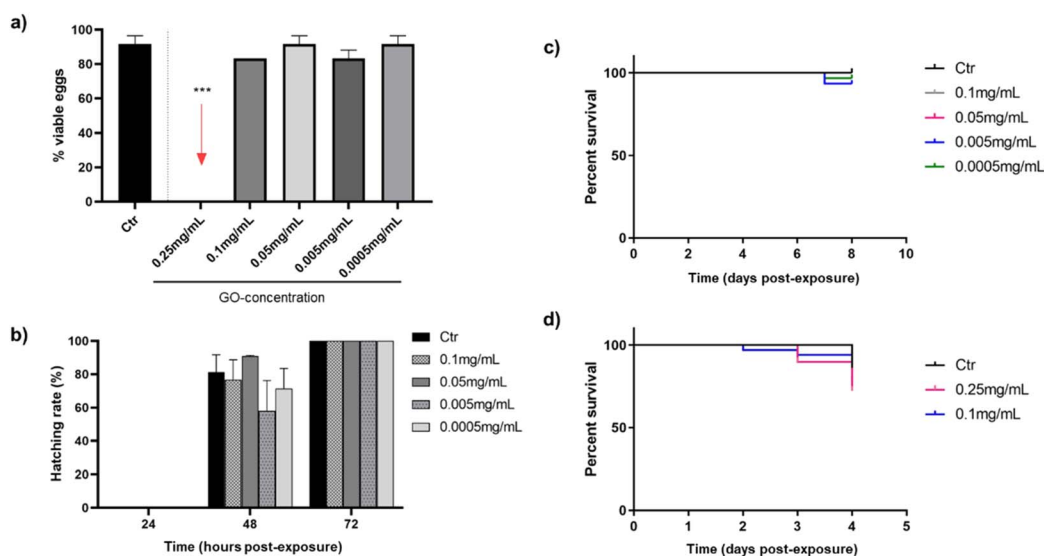 a)
% viable eggs
100
80
60
40
20
0
***
Ctr
0.25mg/mL
0.1mg/mL
0.05mg/mL
0.005mg/mL
0.0005mg/mL
GO-concentration
b)
Hatching rate (%)
100
80
60
40
20
0
24
48
72
Time (hours post-exposure)
Ctr
0.1mg/mL
0.05mg/mL
0.005mg/mL
0.0005mg/mL
c)
Percent survival
100
50
0
0
2
4
6
8
10
Time (days post-exposure)
Ctr
0.1mg/mL
0.05mg/mL
0.005mg/mL
0.0005mg/mL
d)
Percent survival
100
50
0
0
1
2
3
4
5
Time (days post-exposure)
Ctr
0.25mg/mL
0.1mg/mL